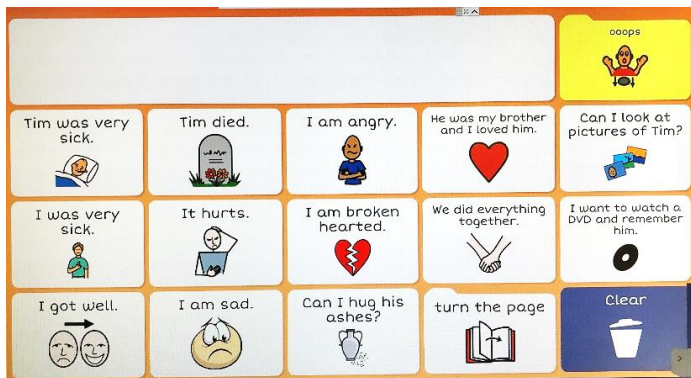 ooops
Tim was very
sick.
Tim died.
I am angry.
He was my brother
and I loved him.
Can I look at
pictures of Tim?
I was very
sick.
It hurts.
I am broken
hearted.
We did everything
together.
I want to watch a
DVD and remember
him.
I got well.
I am sad.
Can I hug his
ashes?
turn the page
Clear